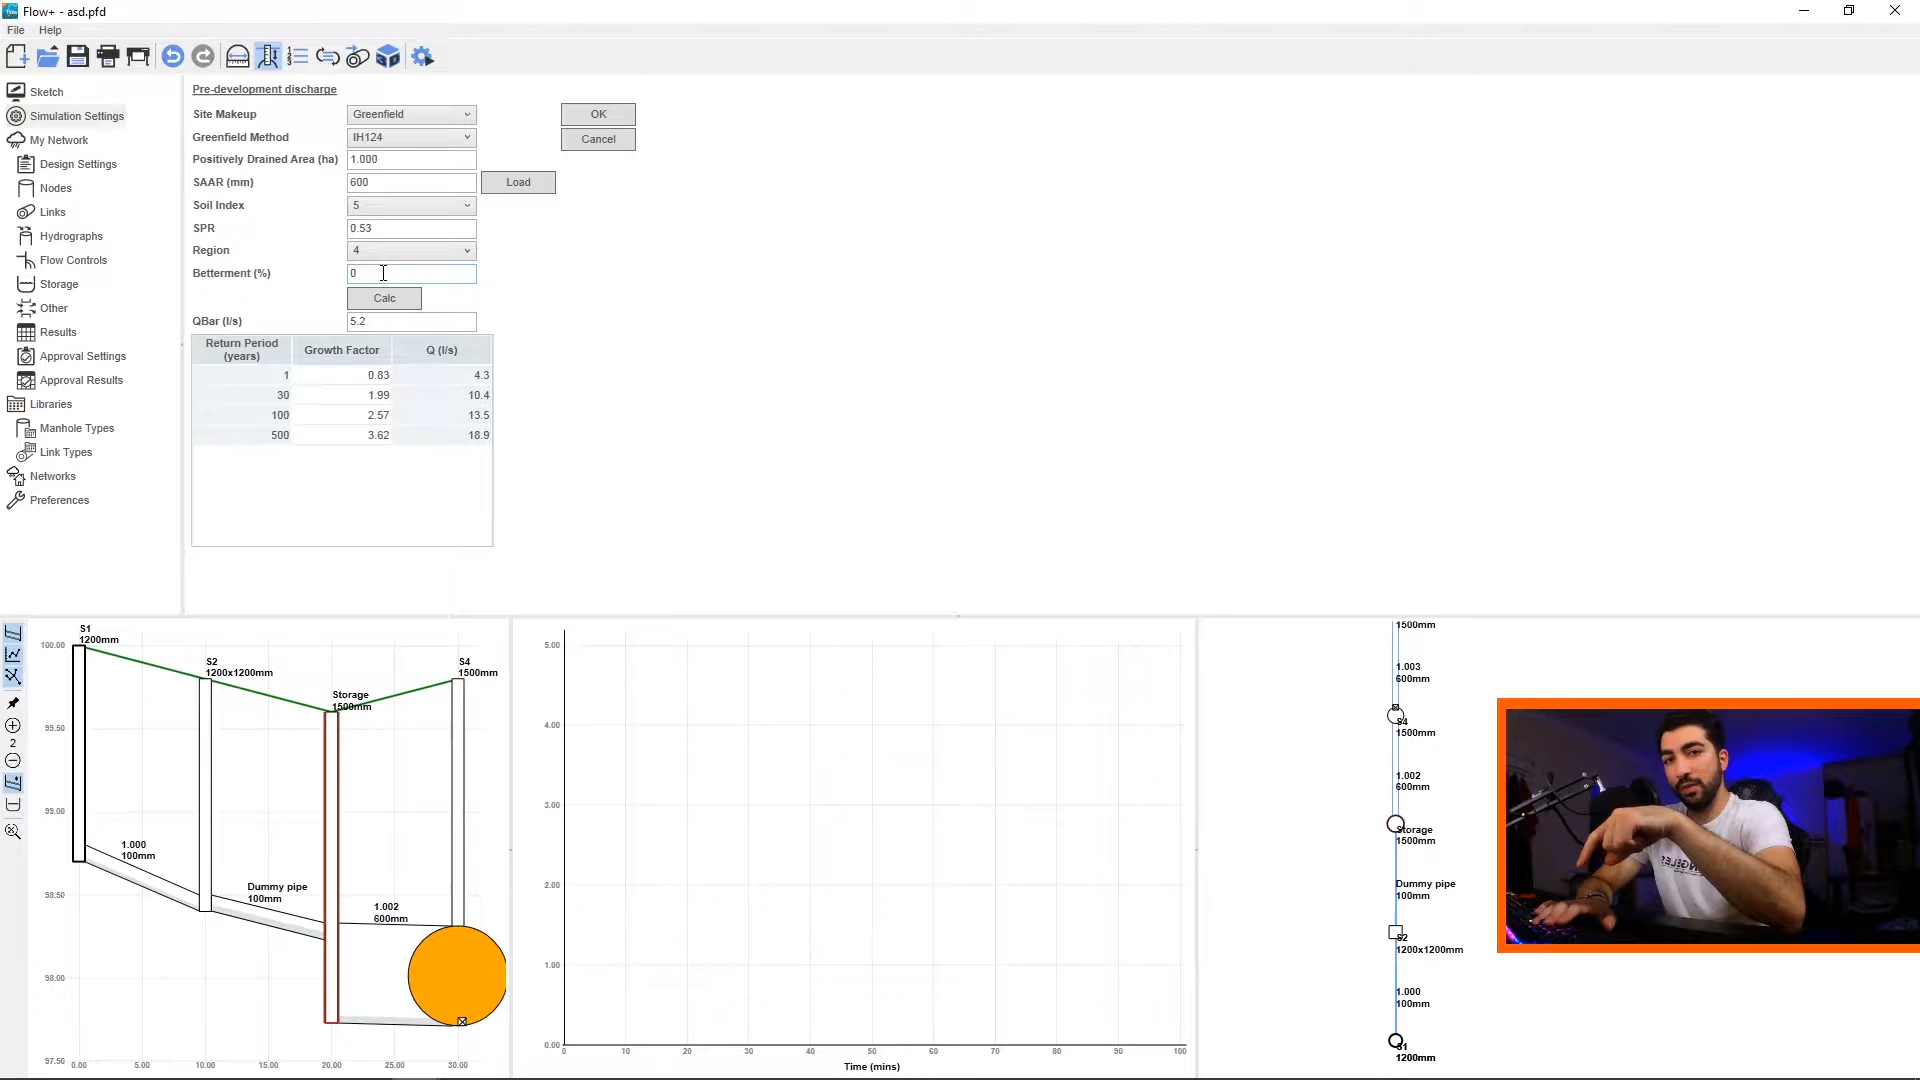 Flow+ - asd.pfd
File Help
Sketch
Simulation Settings
My Network
Design Settings
Nodes
Links
Hydrographs
Flow Controls
Storage
Other
Results
Approval Settings
Approval Results
Libraries
Manhole Types
Link Types
Networks
Preferences
Pre-development discharge
Site Makeup Greenfield OK
Greenfield Method IH124 Cancel
Positively Drained Area (ha) 1.000
SAAR (mm) 600 Load
Soil Index 5
SPR 0.53
Region 4
Betterment (%) 0
Calc
QBar (l/s) 5.2
Return Period (years) Growth Factor Q (l/s)
1 0.83 4.3
30 1.99 10.4
100 2.57 13.5
500 3.62 18.9
2
S1
1200mm
S2
1200x1200mm
Storage
1500mm
S4
1500mm
1.000
100mm
Dummy pipe
100mm
1.002
600mm
100.00
99.50
99.00
98.50
98.00
97.50
0.00 5.00 10.00 15.00 20.00 25.00 30.00
5.00
4.00
3.00
2.00
1.00
0.00
0 10 20 30 40 50 60 70 80 90 100
Time (mins)
1500mm
1.003
600mm
S4
1500mm
1.002
600mm
Storage
1500mm
Dummy pipe
100mm
S2
1200x1200mm
1.000
100mm
S1
1200mm